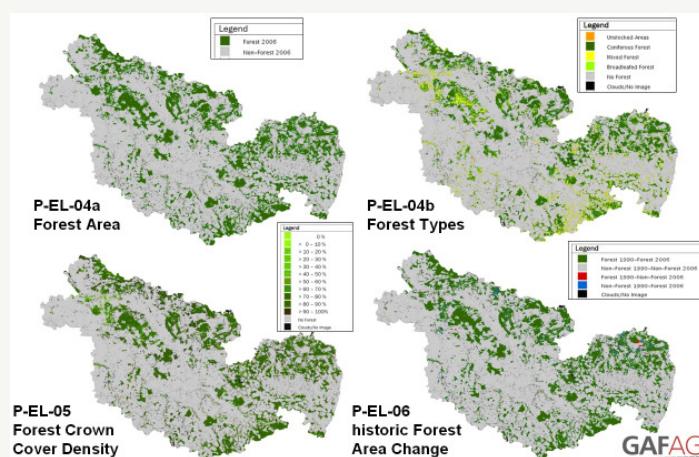 Legend
Forest 2006
Non-Forest 2006
P-EL-04a
Forest Area
Legend
Unstocked Areas
Coniferous Forest
Mixed Forest
Broadleafed Forest
No Forest
Clouds/No Image
P-EL-04b
Forest Types
Legend
0 %
> 0 - 10 %
> 10 - 20 %
> 20 - 30 %
> 30 - 40 %
> 40 - 50 %
> 50 - 60 %
> 60 - 70 %
> 70 - 80 %
> 80 - 90 %
> 90 - 100%
No Forest
Clouds/No Image
P-EL-05
Forest Crown
Cover Density
Legend
Forest 1990-Forest 2006
Non-Forest 1990-Non-Forest 2006
Forest 1990-Non-Forest 2006
Non-Forest 1990-Forest 2006
Clouds/No Image
P-EL-06
historic Forest
Area Change
GAFAG